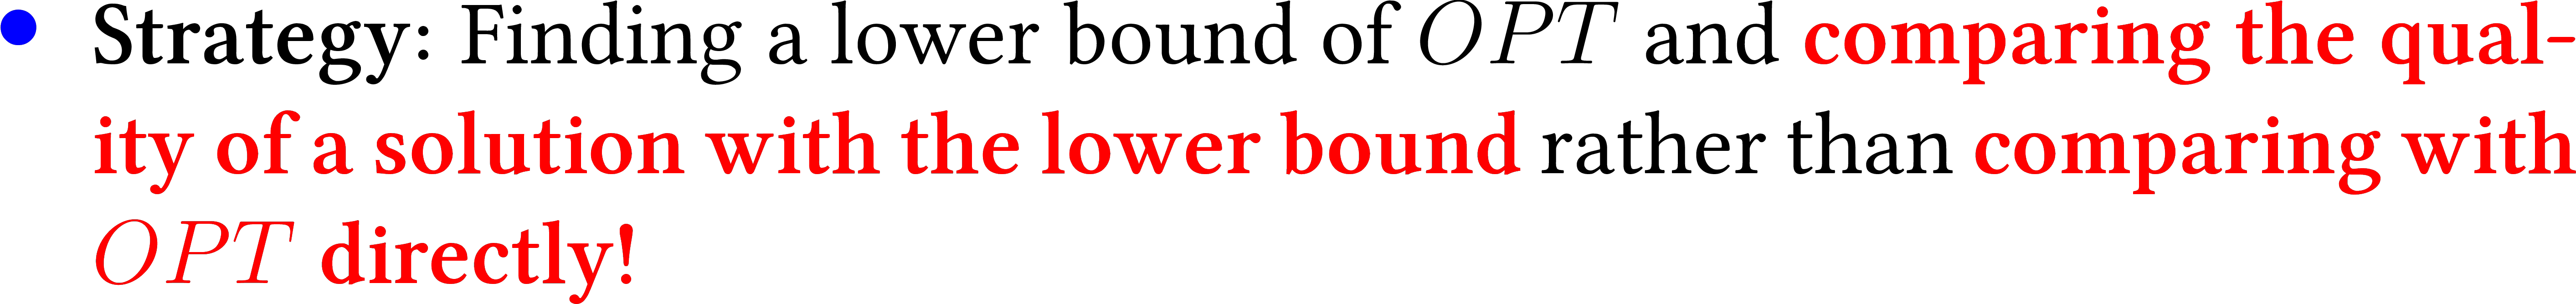 • Strategy: Finding a lower bound of OPT and comparing the qual-
ity of a solution with the lower bound rather than comparing with
OPT directly!